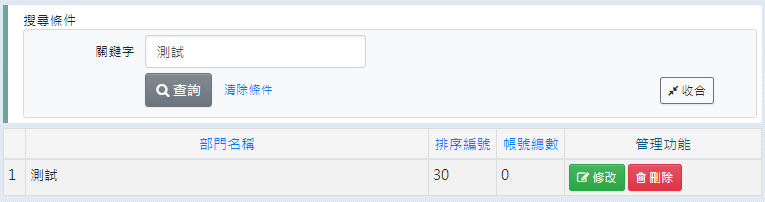 搜尋條件
關鍵字 測試
查詢 清除條件 收合
部門名稱 排序編號 帳號總數 管理功能
1 測試 30 0 修改 刪除